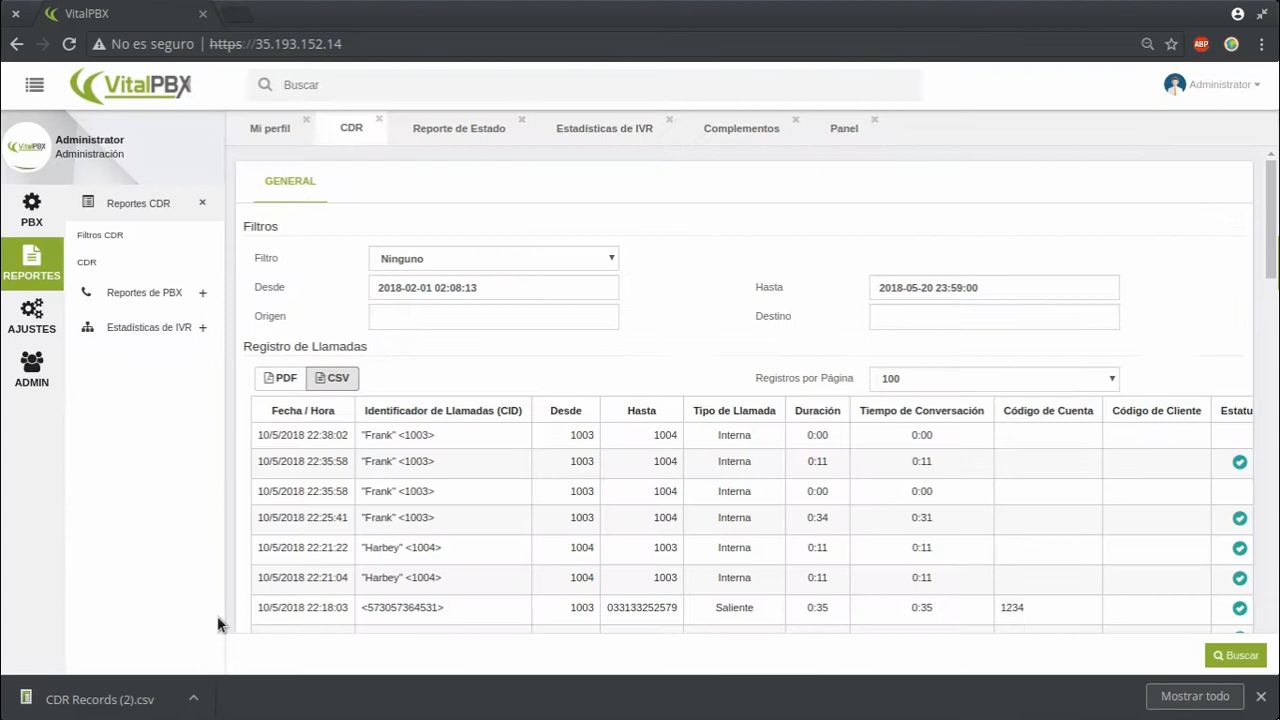 VitalPBX
No es seguro | https://35.193.152.14
ABP
VitalPBX
Buscar
Administrator
VitalPBX
Administrator
Administración
Mi perfil
CDR
Reporte de Estado
Estadísticas de IVR
Complementos
Panel
PBX
REPORTES
AJUSTES
ADMIN
Reportes CDR
Filtros CDR
CDR
Reportes de PBX
Estadísticas de IVR
GENERAL
Filtros
Filtro Ninguno
Desde 2018-02-01 02:08:13 Hasta 2018-05-20 23:59:00
Origen Destino
Registro de Llamadas
PDF CSV Registros por Página 100
Fecha / Hora Identificador de Llamadas (CID) Desde Hasta Tipo de Llamada Duración Tiempo de Conversación Código de Cuenta Código de Cliente Estatu
10/5/2018 22:38:02 "Frank" <1003> 1003 1004 Interna 0:00 0:00
10/5/2018 22:35:58 "Frank" <1003> 1003 1004 Interna 0:11 0:11
10/5/2018 22:35:58 "Frank" <1003> 1003 1004 Interna 0:00 0:00
10/5/2018 22:25:41 "Frank" <1003> 1003 1004 Interna 0:34 0:31
10/5/2018 22:21:22 "Harbey" <1004> 1004 1003 Interna 0:11 0:11
10/5/2018 22:21:04 "Harbey" <1004> 1004 1003 Interna 0:11 0:11
10/5/2018 22:18:03 <573057364531> 1003 033133252579 Saliente 0:35 0:35 1234
Buscar
CDR Records (2).csv
Mostrar todo